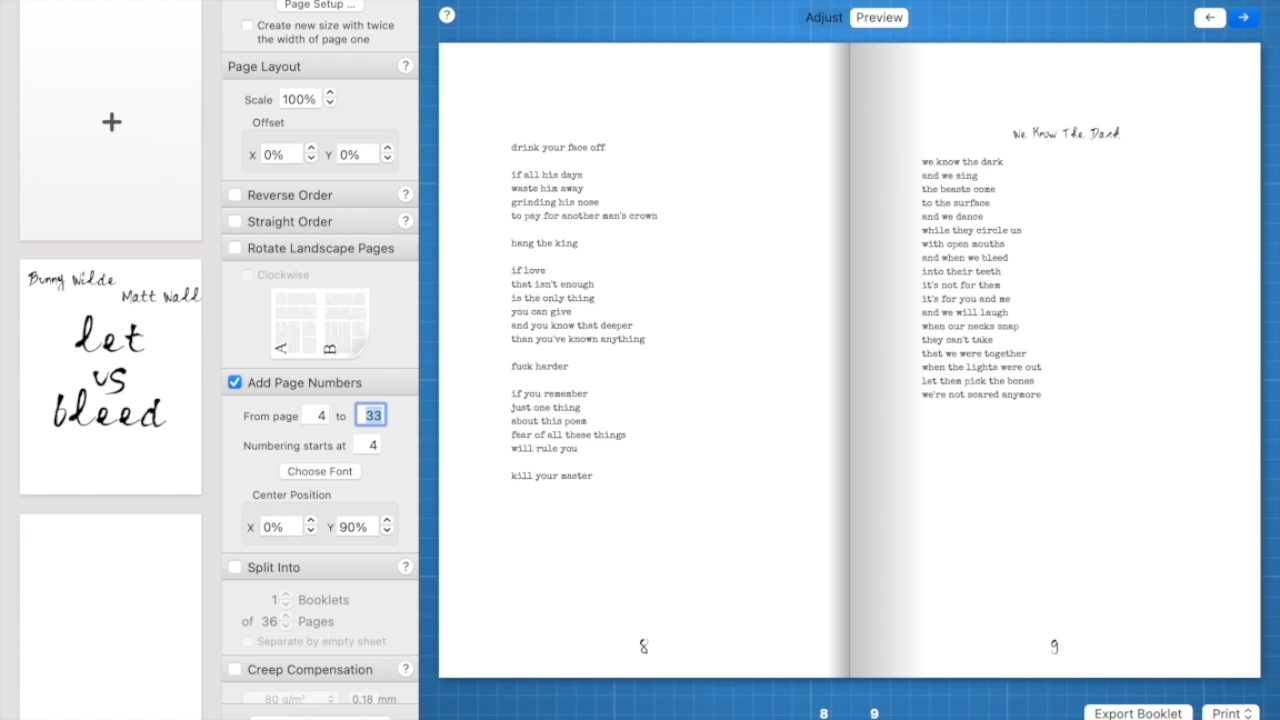 Page Setup ...
Create new size with twice
the width of page one
Page Layout
?
Scale 100%
Offset
X 0% Y 0%
verse Order
?
ight Order
?
Rotate Landscape Pages
Clockwise
A B
Add Page Numbers
From page 4 to 33
Numbering starts at 4
Choose Font
Center Position
X 0% Y 90%
Split Into
?
1 Booklets
of 36 Pages
Separate by empty sheet
Creep Compensation
?
80 g/m² 0.18 mm
Bunny Wilde
Matt Wall
let
us
bleed
?
Adjust Preview
drink your face off
if all his days
waste him away
grinding his nose
to pay for another man's crown
hang the king
if love
that isn't enough
is the only thing
you can give
and you know that deeper
than you've known anything
fuck harder
if you remember
just one thing
about this poem
fear of all these things
will rule you
kill your master
8
We Know The Dark
we know the dark
and we sing
the beasts come
to the surface
and we dance
while they circle us
with open mouths
and when we bleed
into their teeth
it's not for them
it's for you and me
and we will laugh
when our necks snap
they can't take
that we were together
when the lights were out
let them pick the bones
we're not scared anymore
9
8 9
Export Booklet
Print